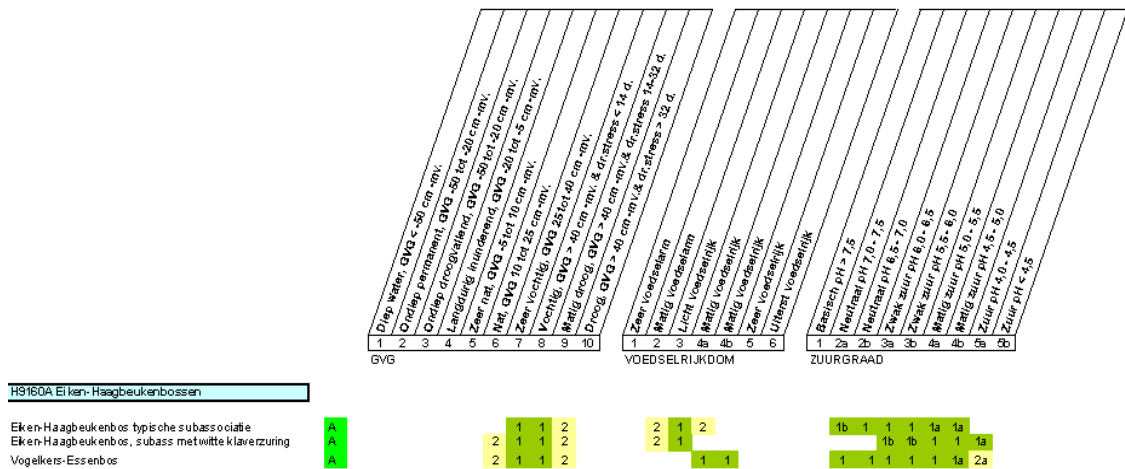 Diep water, GVG < -50 cm -mv.
Ondiep permanent, GVG -50 tot -20 cm -mv.
Ondiep droogvallend, GVG -50 tot -20 cm -mv.
Langdurig inunderend, GVG -20 tot -5 cm -mv.
Zeer nat, GVG -5 tot 10 cm -mv.
Nat, GVG 10 tot 25 cm -mv.
Zeer vochtig, GVG 25 tot 40 cm -mv.
Vochtig, GVG > 40 cm -mv. & dr.stress < 14 d.
Matig droog, GVG > 40 cm -mv. & dr.stress 14-32 d.
Droog, GVG > 40 cm -mv. & dr.stress > 32 d.
Zeer voedselarm
Matig voedselarm
Licht voedselrijk
Matig voedselrijk
Matig voedselrijk
Zeer voedselrijk
Uiterst voedselrijk
Basisch pH > 7,5
Neutraal pH 7,0 - 7,5
Neutraal pH 6,5 - 7,0
Zwak zuur pH 6,0 - 6,5
Zwak zuur pH 5,5 - 6,0
Matig zuur pH 5,0 - 5,5
Matig zuur pH 4,5 - 5,0
Zuur pH 4,0 - 4,5
Zuur pH < 4,5
1 2 3 4 5 6 7 8 9 10 1 2 3 4a 4b 5 6 1 2a 2b 3a 3b 4a 4b 5a 5b
GVG VOEDSELRIJKDOM ZUURGRAAD
H9160A Eiken-Haagbeukenbossen
Eiken-Haagbeukenbos typische subassociatie A 1 1 2 2 1 2 1b 1 1 1 1a 1a
Eiken-Haagbeukenbos, subass met witte klaverzuring A 2 1 1 2 2 1 1b 1b 1 1 1a
Vogelkers-Essenbos A 2 1 1 2 1 1 1 1 1 1 1 1a 2a